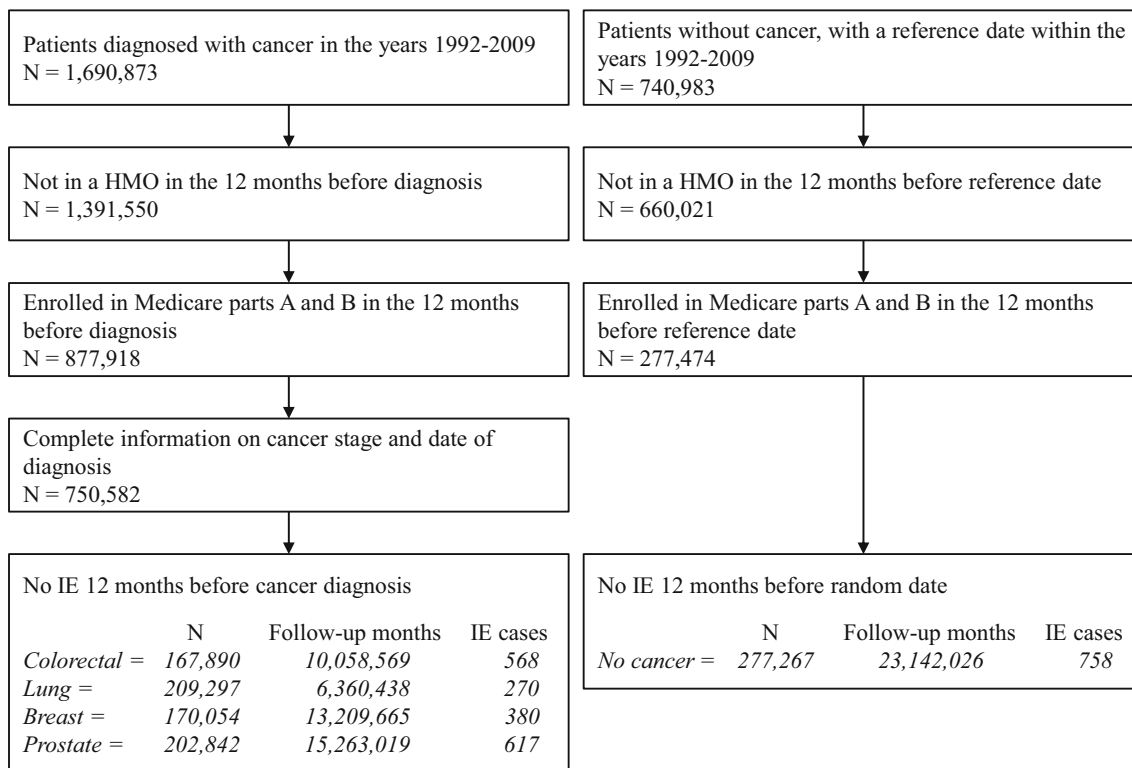 Patients diagnosed with cancer in the years 1992-2009
N = 1,690,873
Not in a HMO in the 12 months before diagnosis
N = 1,391,550
Enrolled in Medicare parts A and B in the 12 months
before diagnosis
N = 877,918
Complete information on cancer stage and date of
diagnosis
N = 750,582
No IE 12 months before cancer diagnosis
N Follow-up months IE cases
Colorectal = 167,890 10,058,569 568
Lung = 209,297 6,360,438 270
Breast = 170,054 13,209,665 380
Prostate = 202,842 15,263,019 617
Patients without cancer, with a reference date within the
years 1992-2009
N = 740,983
Not in a HMO in the 12 months before reference date
N = 660,021
Enrolled in Medicare parts A and B in the 12 months
before reference date
N = 277,474
No IE 12 months before random date
N Follow-up months IE cases
No cancer = 277,267 23,142,026 758